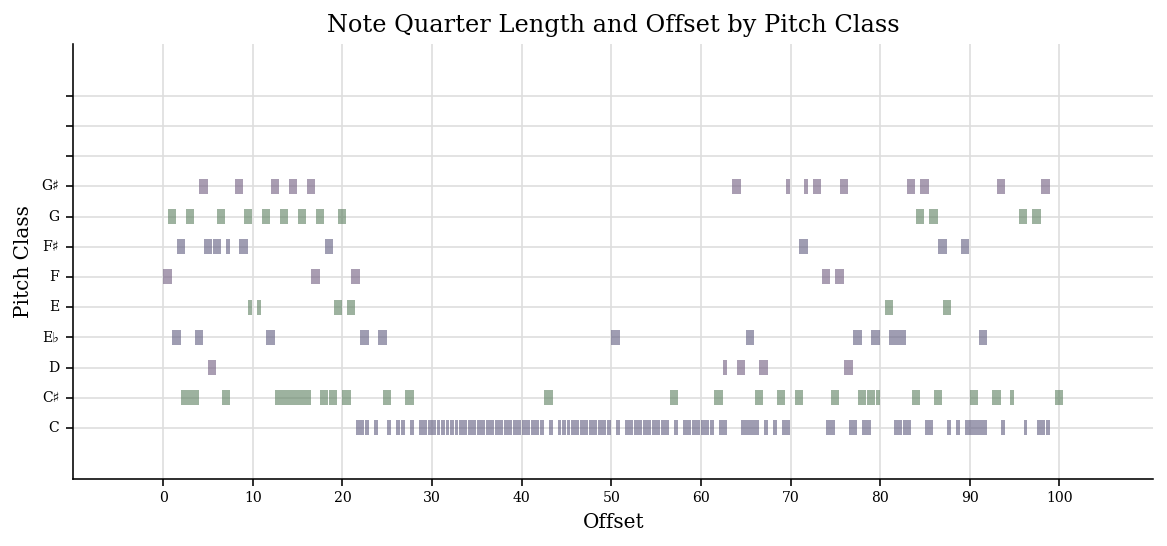 Note Quarter Length and Offset by Pitch Class
Pitch Class
G♯
G
F♯
F
E
E♭
D
C♯
C
0 10 20 30 40 50 60 70 80 90 100
Offset